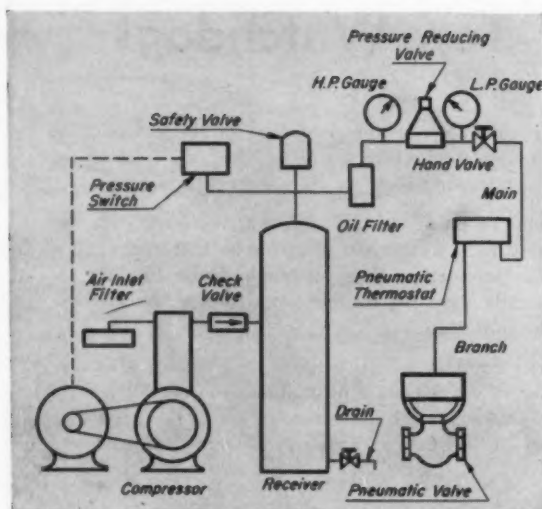 Pressure Reducing
Valve
H.P. Gauge
L.P. Gauge
Safety Valve
Pressure
Switch
Hand Valve
Main
Oil Filter
Air Inlet
Filter
Check
Valve
Pneumatic
Thermostat
Branch
Drain
Compressor
Receiver
Pneumatic Valve